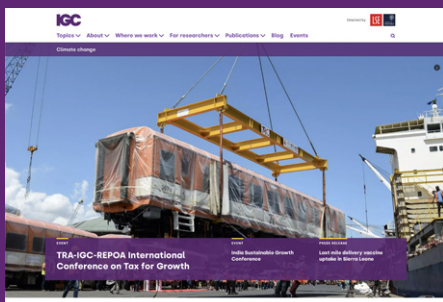 IGC
Directed by LSE
Topics About Where we work For researchers Publications Blog Events
Climate change
EVENT
TRA-IGC-REPOA International
Conference on Tax for Growth
EVENT
India Sustainable Growth
Conference
PRESS RELEASE
Last mile delivery vaccine
uptake in Sierra Leone